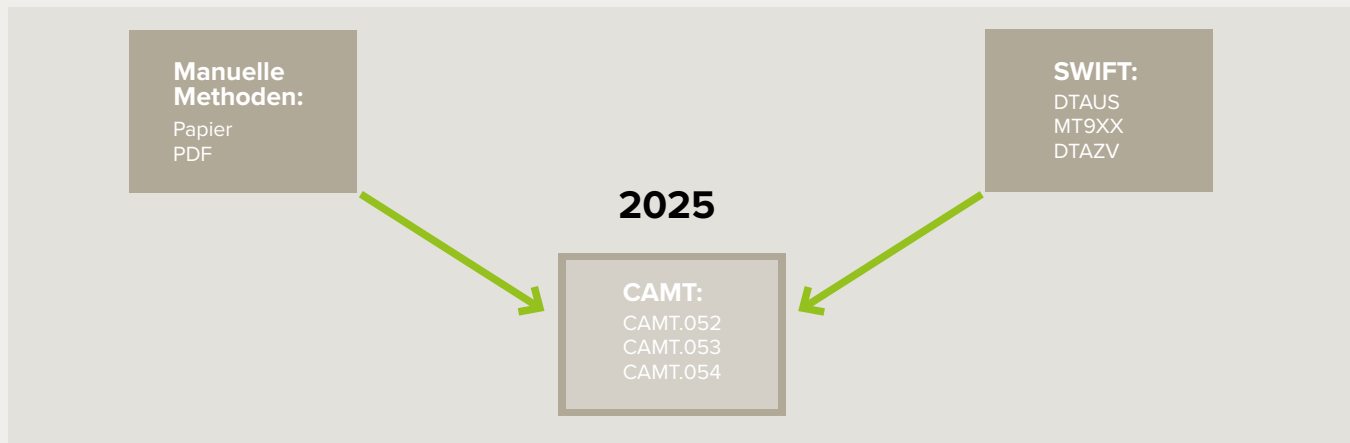 Manuelle
Methoden:
Papier
PDF
SWIFT:
DTAUS
MT9XX
DTAZV
2025
CAMT:
CAMT.052
CAMT.053
CAMT.054